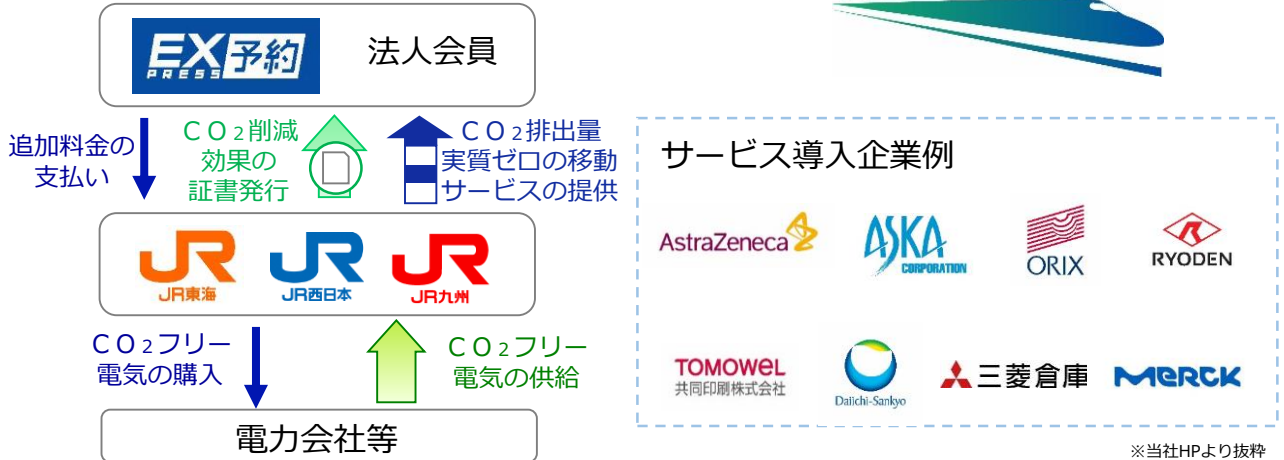 EX予約
PRESS
法人会員
追加料金の
支払い
ＣＯ₂削減
効果の
証書発行
ＣＯ₂排出量
実質ゼロの移動
サービスの提供
JR
JR東海
JR
JR西日本
JR
JR九州
ＣＯ₂フリー
電気の購入
ＣＯ₂フリー
電気の供給
電力会社等
サービス導入企業例
AstraZeneca
ASKA
CORPORATION
ORIX
RYODEN
TOMOWEL
共同印刷株式会社
Daiichi-Sankyo
三菱倉庫
MERCK
※当社HPより抜粋